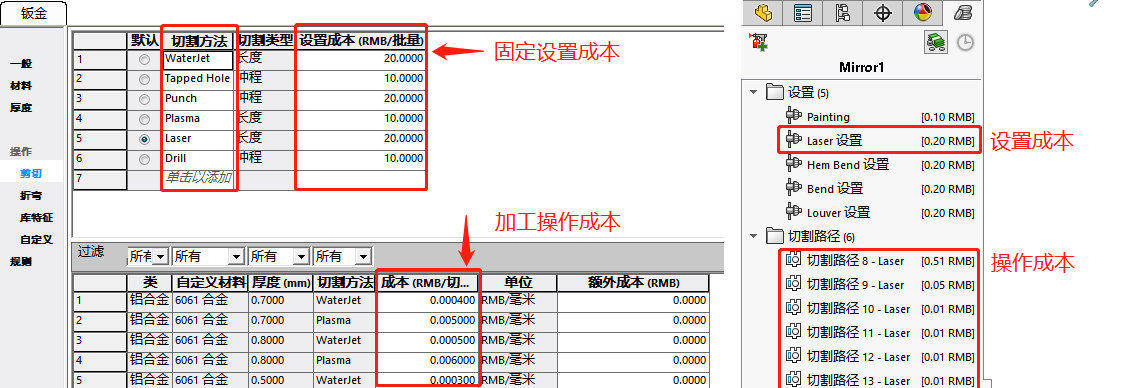 钣金
一般
材料
厚度
操作
剪切
折弯
库特征
自定义
规则
默认 切割方法 切割类型 设置成本 (RMB/批量)
1 WaterJet 长度 20.0000
2 Tapped Hole 冲程 10.0000
3 Punch 冲程 20.0000
4 Plasma 长度 10.0000
5 Laser 长度 20.0000
6 Drill 冲程 10.0000
7 单击以添加
固定设置成本
加工操作成本
过滤 所有 所有 所有 所有
类 自定义材料 厚度 (mm) 切割方法 成本 (RMB/切... 单位 额外成本 (RMB)
1 铝合金 6061 合金 0.7000 WaterJet 0.000400 RMB/毫米 0.0000
2 铝合金 6061 合金 0.7000 Plasma 0.005000 RMB/毫米 0.0000
3 铝合金 6061 合金 0.8000 WaterJet 0.000500 RMB/毫米 0.0000
4 铝合金 6061 合金 0.8000 Plasma 0.006000 RMB/毫米 0.0000
5 铝合金 6061 合金 0.5000 WaterJet 0.000300 RMB/毫米 0.0000
Mirror1
设置 (5)
Painting [0.10 RMB]
Laser 设置 [0.20 RMB]
Hem Bend 设置 [0.20 RMB]
Bend 设置 [0.20 RMB]
Louver 设置 [0.20 RMB]
设置成本
切割路径 (6)
切割路径 8 - Laser [0.51 RMB]
切割路径 9 - Laser [0.05 RMB]
切割路径 10 - Laser [0.01 RMB]
切割路径 11 - Laser [0.01 RMB]
切割路径 12 - Laser [0.01 RMB]
切割路径 13 - Laser [0.01 RMB]
操作成本